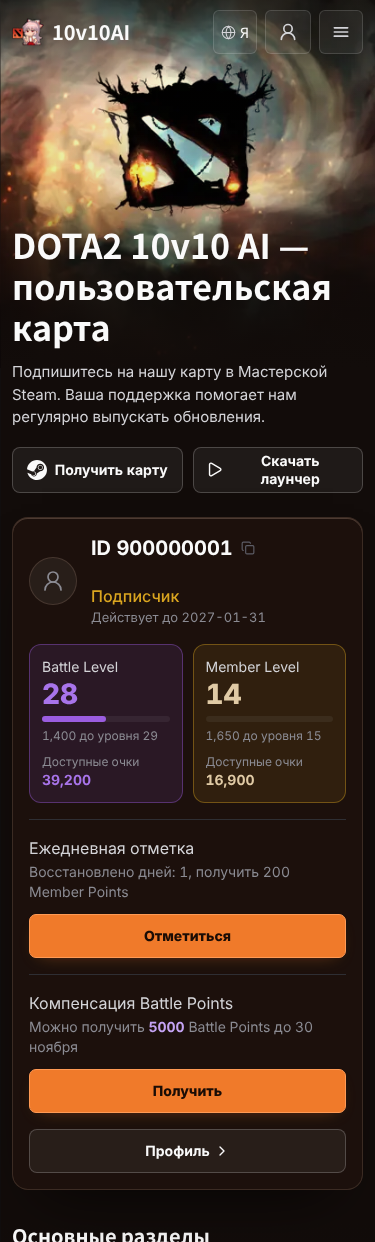 10v10AI
Я
DOTA2 10v10 AI —
пользовательская
карта
Подпишитесь на нашу карту в Мастерской
Steam. Ваша поддержка помогает нам
регулярно выпускать обновления.
Получить карту
Скачать
лаунчер
ID 900000001
Подписчик
Действует до 2027-01-31
Battle Level
28
1,400 до уровня 29
Доступные очки
39,200
Member Level
14
1,650 до уровня 15
Доступные очки
16,900
Ежедневная отметка
Восстановлено дней: 1, получить 200
Member Points
Отметиться
Компенсация Battle Points
Можно получить 5000 Battle Points до 30
ноября
Получить
Профиль
Основные разделы